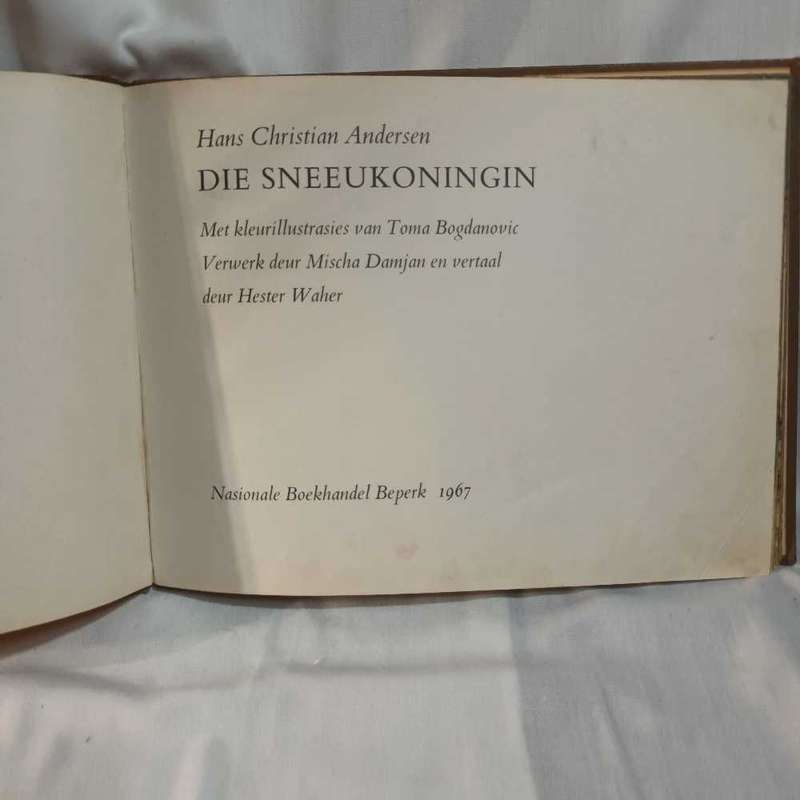 Hans Christian Andersen
DIE SNEEUKONINGIN
Met kleurillustrasies van Toma Bogdanovic
Verwerk deur Mischa Damjan en vertaal
deur Hester Waher
Nasionale Boekhandel Beperk 1967